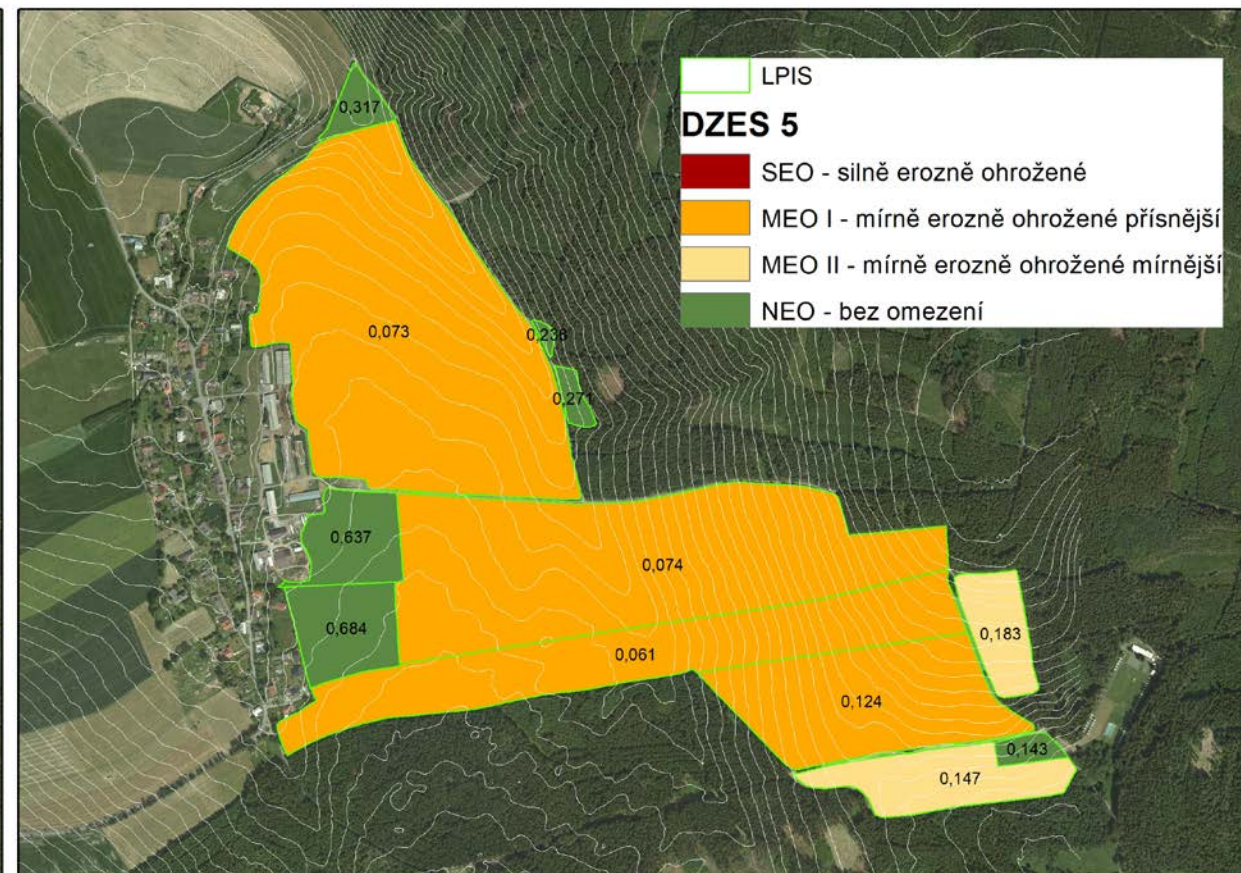 LPIS
DZES 5
SEO - silně erozně ohrožené
MEO I - mírně erozně ohrožené přísnější
MEO II - mírně erozně ohrožené mírnější
NEO - bez omezení
0,317
0,073
0,238
0,271
0,637
0,074
0,684
0,061
0,183
0,124
0,143
0,147